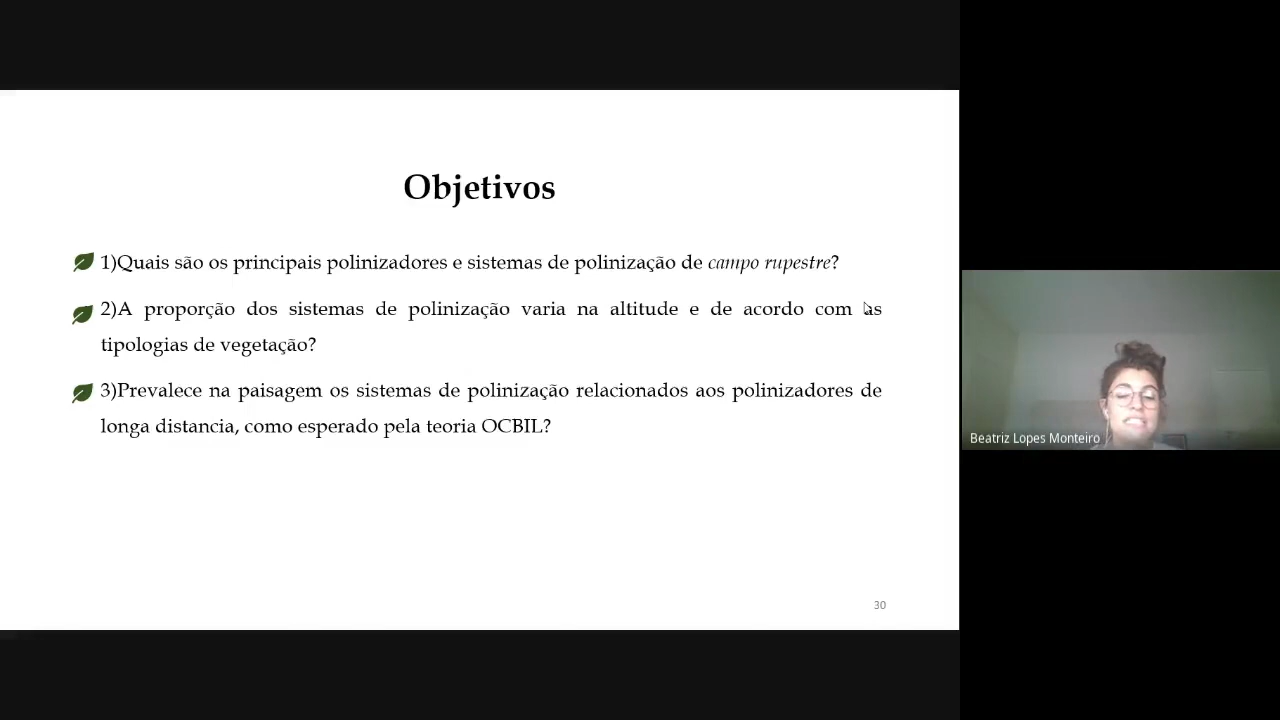 Objetivos
1)Quais são os principais polinizadores e sistemas de polinização de campo rupestre?
2)A proporção dos sistemas de polinização varia na altitude e de acordo com as
tipologias de vegetação?
3)Prevalece na paisagem os sistemas de polinização relacionados aos polinizadores de
longa distancia, como esperado pela teoria OCBIL?
30
Beatriz Lopes Monteiro